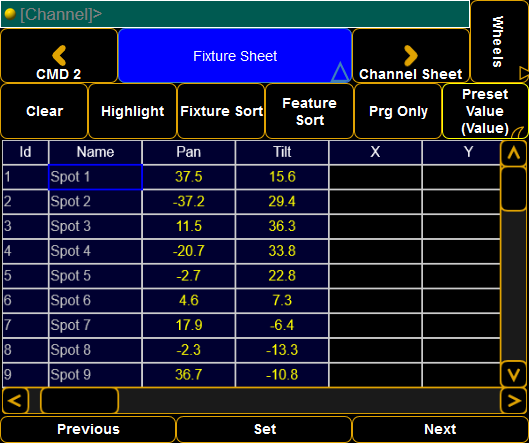 [Channel]>
Wheels
CMD 2
Fixture Sheet
Channel Sheet
Clear
Highlight
Fixture Sort
Feature
Sort
Prg Only
Preset
Value
(Value)
Id Name Pan Tilt X Y
1 Spot 1 37.5 15.6
2 Spot 2 -37.2 29.4
3 Spot 3 11.5 36.3
4 Spot 4 -20.7 33.8
5 Spot 5 -2.7 22.8
6 Spot 6 4.6 7.3
7 Spot 7 17.9 -6.4
8 Spot 8 -2.3 -13.3
9 Spot 9 36.7 -10.8
Previous Set Next